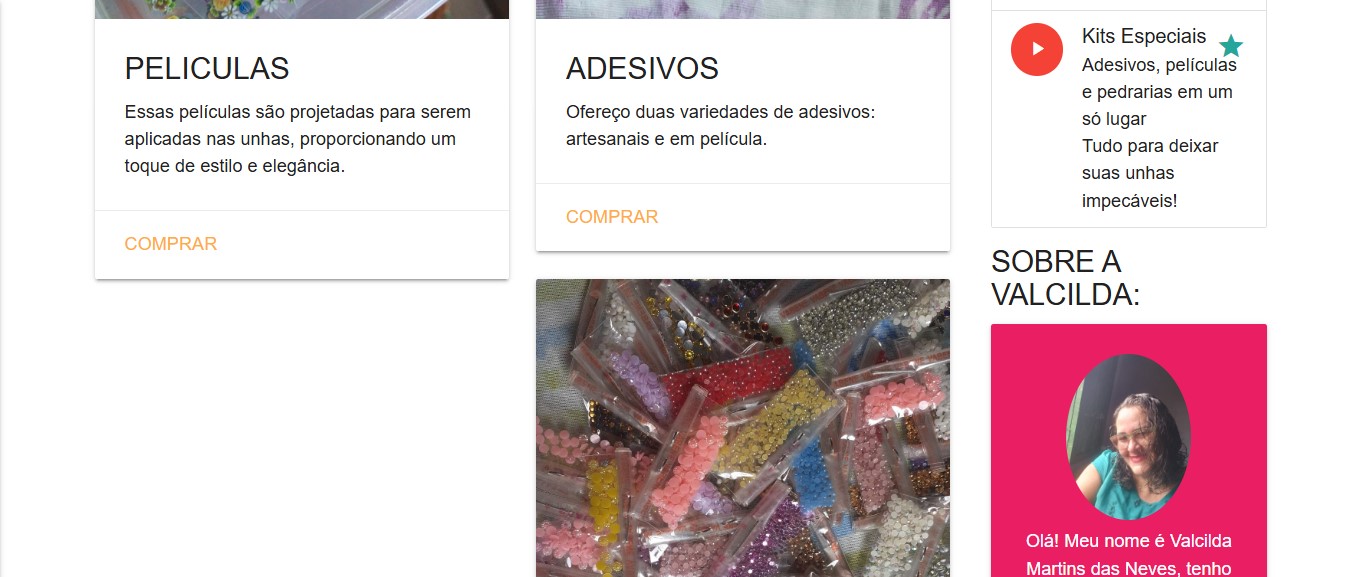 PELICULAS
Essas películas são projetadas para serem
aplicadas nas unhas, proporcionando um
toque de estilo e elegância.
COMPRAR
ADESIVOS
Ofereço duas variedades de adesivos:
artesanais e em película.
COMPRAR
Kits Especiais
Adesivos, películas
e pedrarias em um
só lugar
Tudo para deixar
suas unhas
impecáveis!
SOBRE A
VALCILDA:
Olá! Meu nome é Valcilda
Martins das Neves, tenho